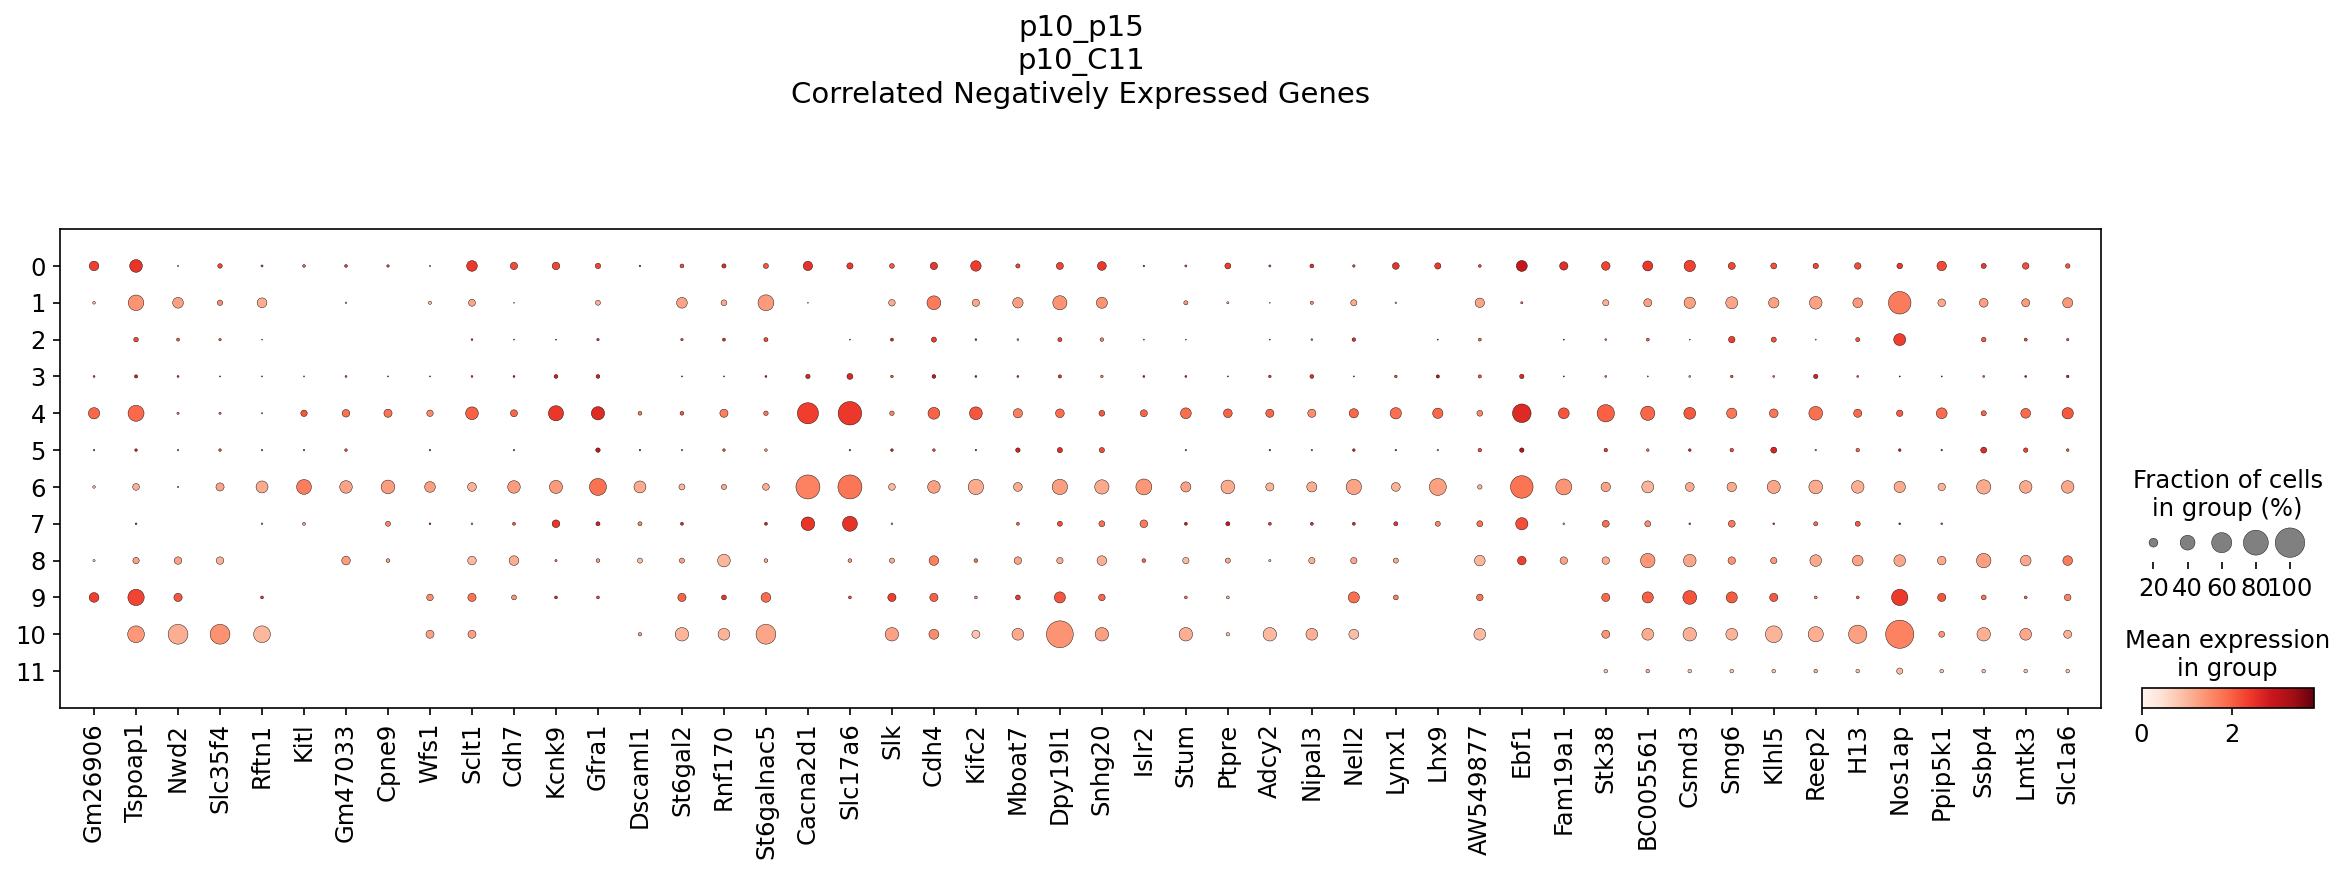 p10_p15
p10_C11
Correlated Negatively Expressed Genes
0
1
2
3
4
5
6
7
8
9
10
11
Gm26906
Tspoap1
Nwd2
Slc35f4
Rftn1
Kitl
Gm47033
Cpne9
Wfs1
Sclt1
Cdh7
Kcnk9
Gfra1
Dscaml1
St6gal2
Rnf170
St6galnac5
Cacna2d1
Slc17a6
Slk
Cdh4
Kifc2
Mboat7
Dpy19l1
Snhg20
Islr2
Stum
Ptpre
Adcy2
Nipal3
Nell2
Lynx1
Lhx9
AW549877
Ebf1
Fam19a1
Stk38
BC005561
Csmd3
Smg6
Klhl5
Reep2
H13
Nos1ap
Ppip5k1
Ssbp4
Lmtk3
Slc1a6
Fraction of cells
in group (%)
20 40 60 80 100
Mean expression
in group
0 2